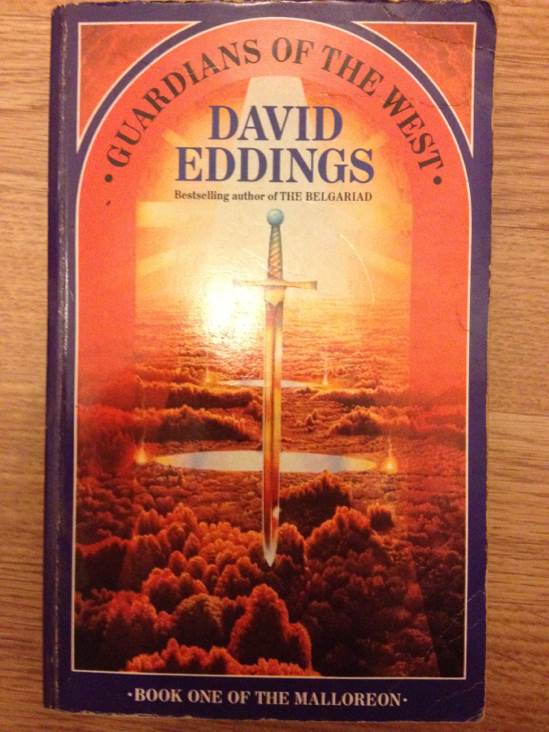 •GUARDIANS OF THE WEST•
DAVID
EDDINGS
Bestselling author of THE BELGARIAD
•BOOK ONE OF THE MALLOREON•